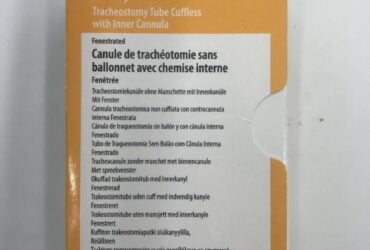 Tracheostomy Tube Cuffless
with Inner Cannula
Fenestrated
Canule de trachéotomie sans
ballonnet avec chemise interne
Fenêtrée
Tracheostomiekanüle ohne Manschette mit Innenkanüle
Mit Fenster
Cannula tracheostomica non cuffiata con controcannula
interna Fenestrata
Cánula de traqueostomía sin balón y con cánula interna
Fenestrado
Tubo de Traqueostomia Sem Balão com Cânula Interna
Fenestrado
Tracheacanule zonder manchet met binnencanule
Met spreekvenster
Okuffad trakeostomitub med innerkanyl
Fenestrerad
Trakeostomitube uden cuff med indvendig kanyle
Fenestreret
Trakeostomitube uten mansjett med innerkanyle
Fenestrert
Kuffiton trakeostomiaputki sisäkanyylilla,
Reiällinen